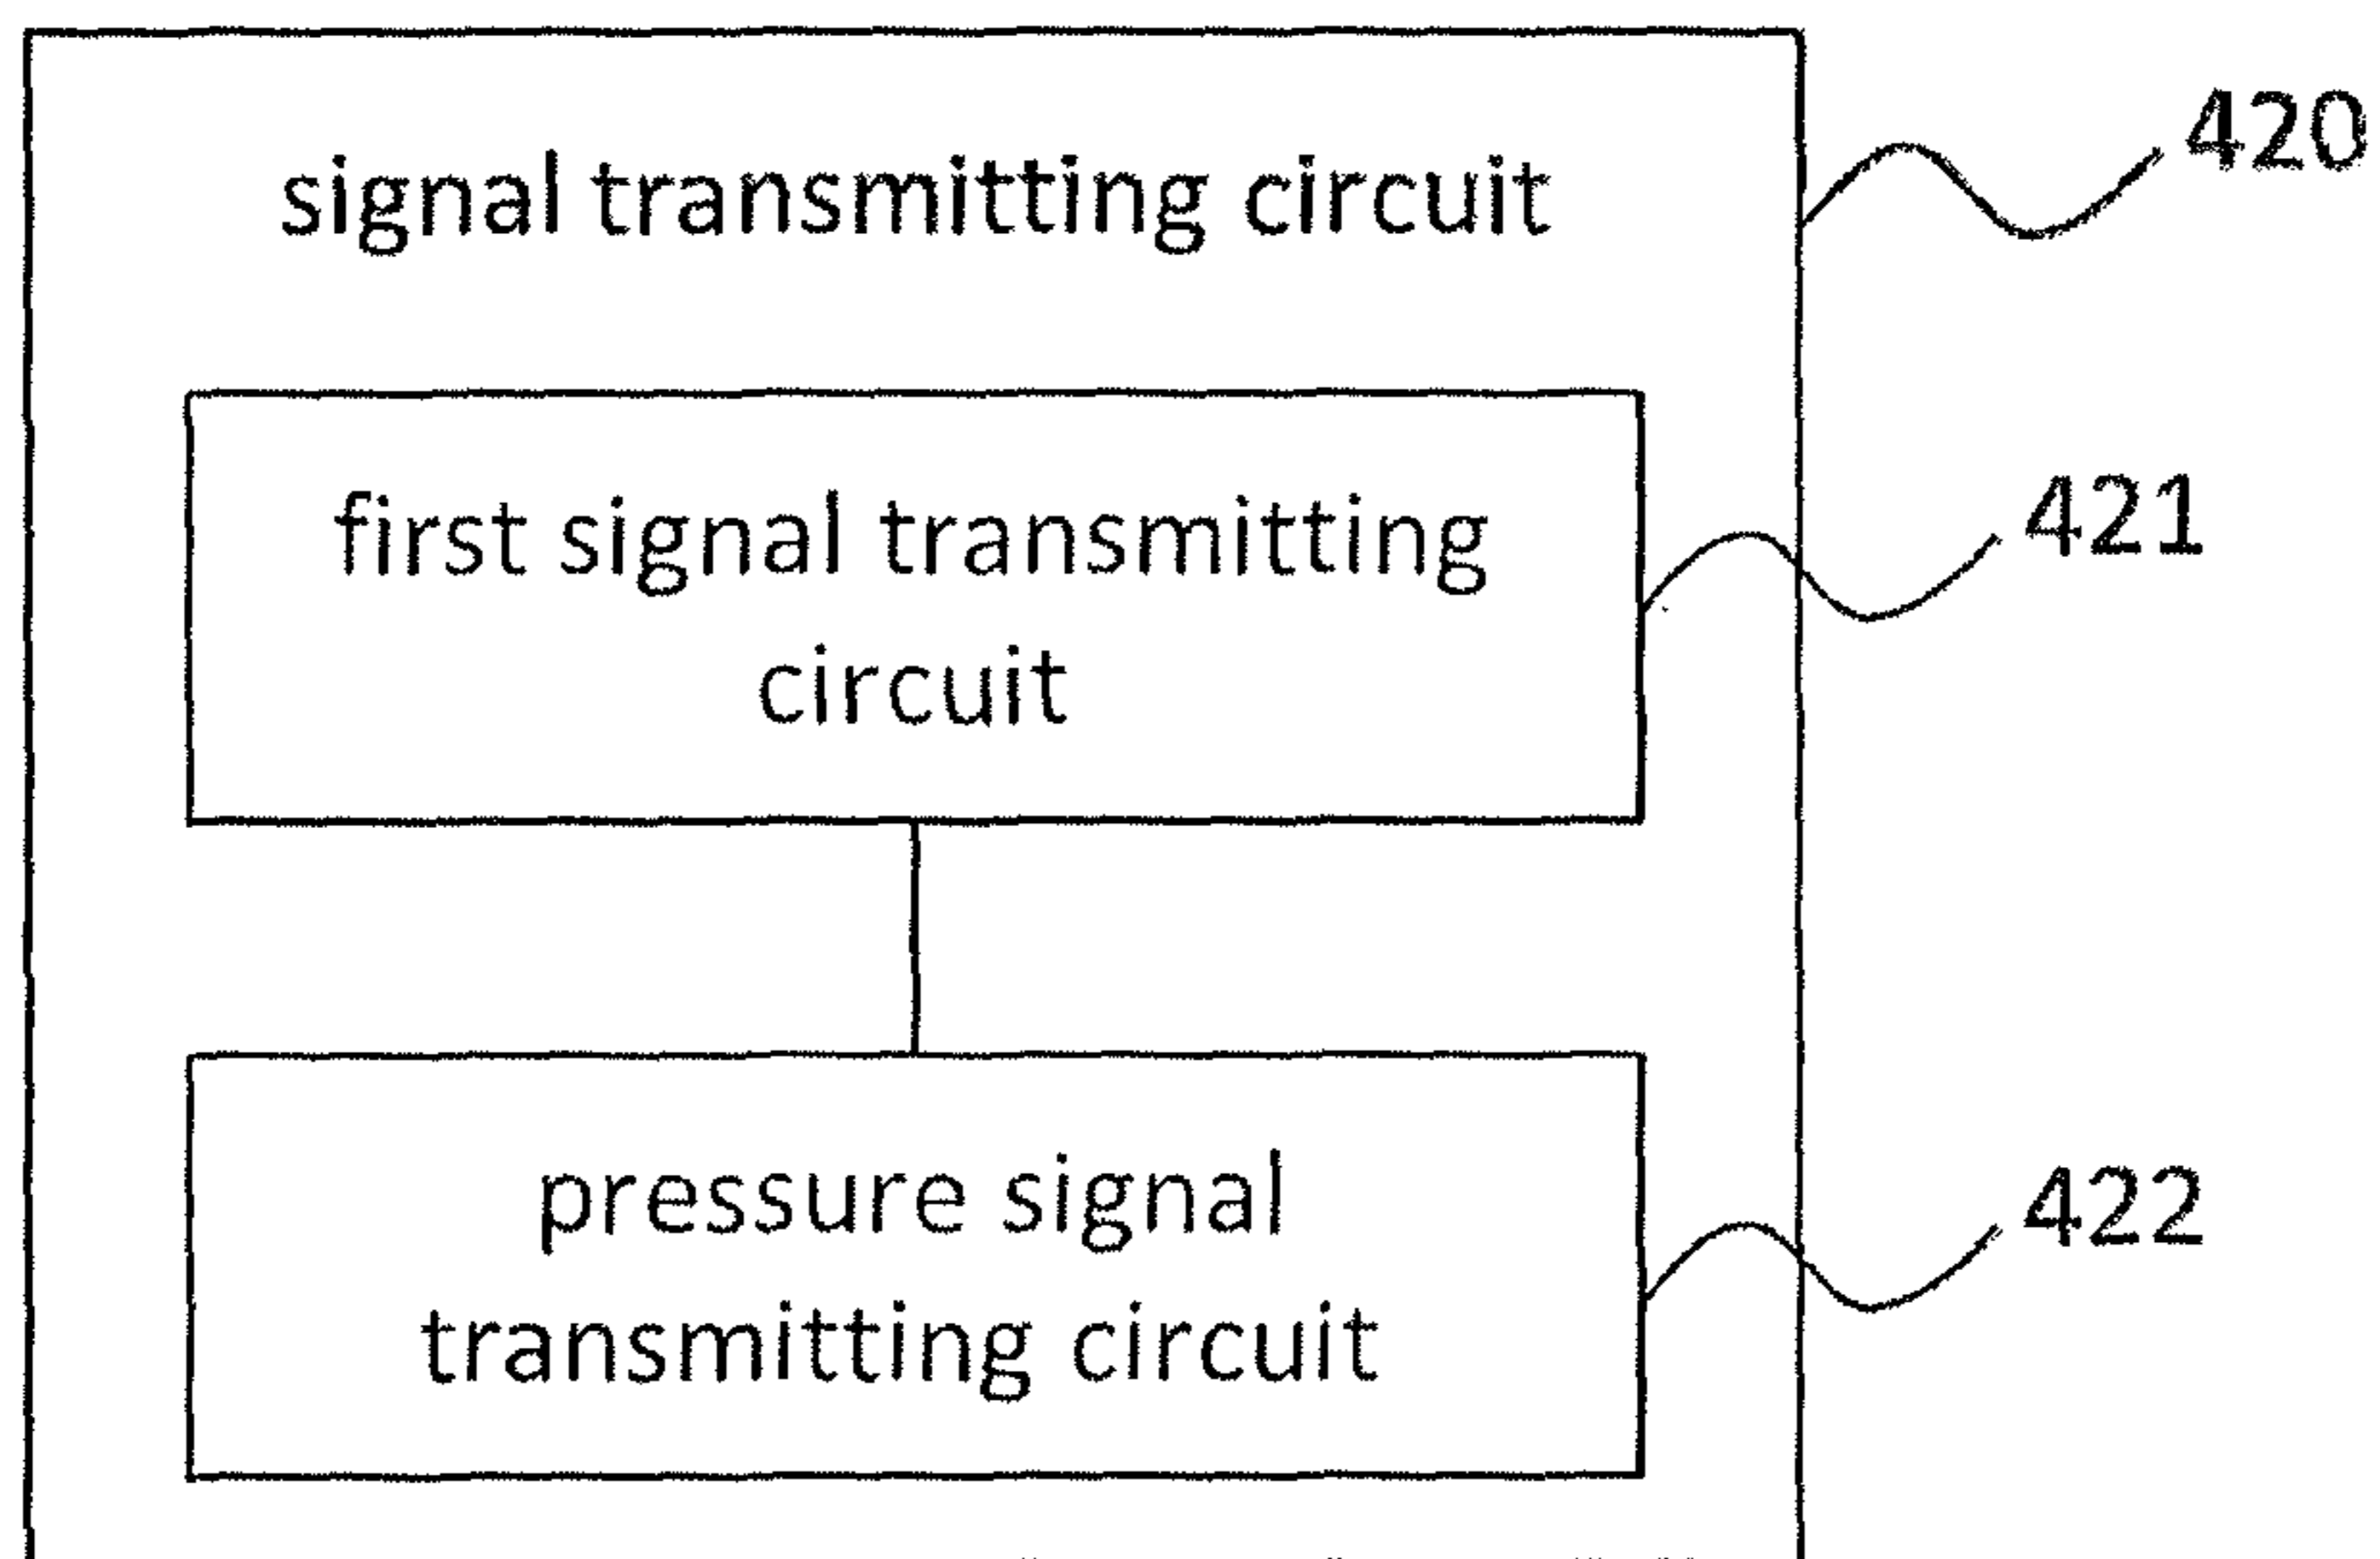 signal transmitting circuit
420
first signal transmitting
circuit
421
pressure signal
transmitting circuit
422